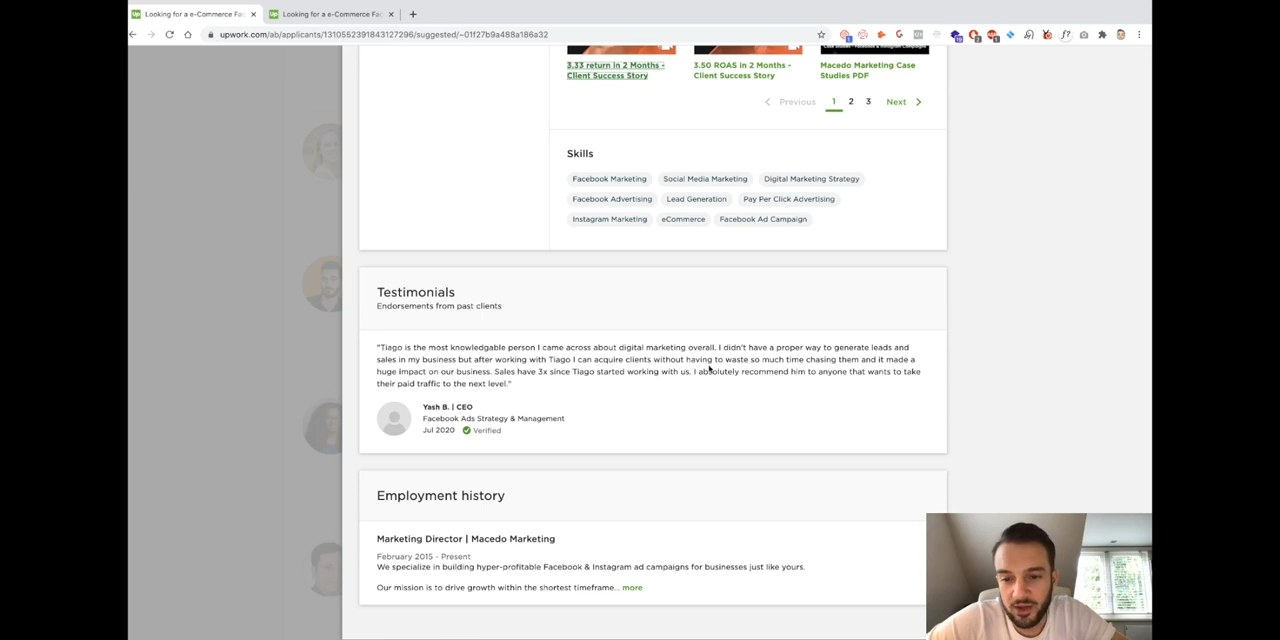 Looking for a e-Commerce Fac
Looking for a e-Commerce Fac
upwork.com/ab/applicants/1310552391843127296/suggested/~01f27b9a488a186a32
3.33 return in 2 Months -
Client Success Story
3.50 ROAS in 2 Months -
Client Success Story
Macedo Marketing Case
Studies PDF
Previous 1 2 3 Next
Skills
Facebook Marketing Social Media Marketing Digital Marketing Strategy
Facebook Advertising Lead Generation Pay Per Click Advertising
Instagram Marketing eCommerce Facebook Ad Campaign
Testimonials
Endorsements from past clients
"Tiago is the most knowledgable person I came across about digital marketing overall. I didn't have a proper way to generate leads and
sales in my business but after working with Tiago I can acquire clients without having to waste so much time chasing them and it made a
huge impact on our business. Sales have 3x since Tiago started working with us. I absolutely recommend him to anyone that wants to take
their paid traffic to the next level."
Yash B. | CEO
Facebook Ads Strategy & Management
Jul 2020 Verified
Employment history
Marketing Director | Macedo Marketing
February 2015 - Present
We specialize in building hyper-profitable Facebook & Instagram ad campaigns for businesses just like yours.
Our mission is to drive growth within the shortest timeframe... more